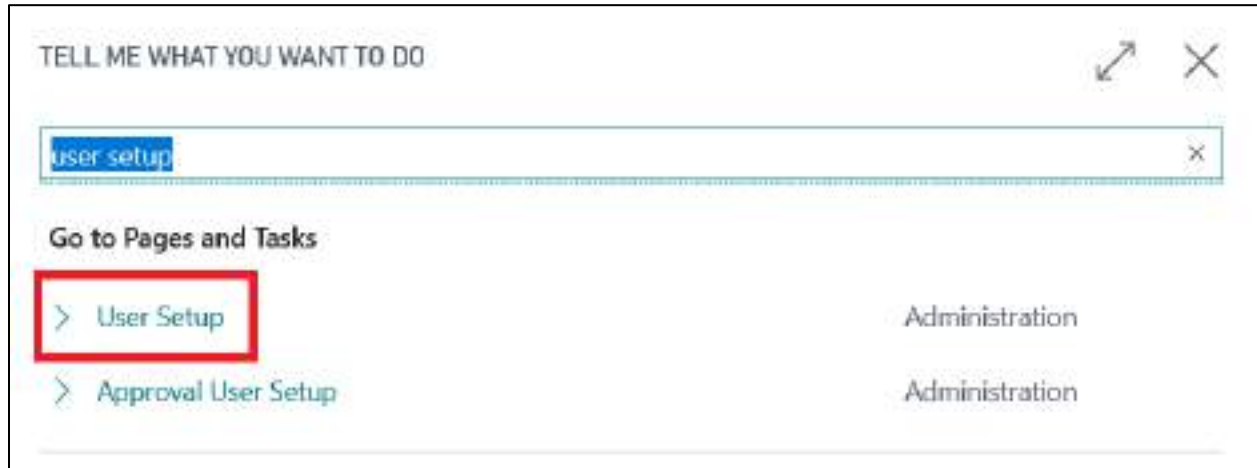 TELL ME WHAT YOU WANT TO DO
user setup
Go to Pages and Tasks
User Setup Administration
Approval User Setup Administration